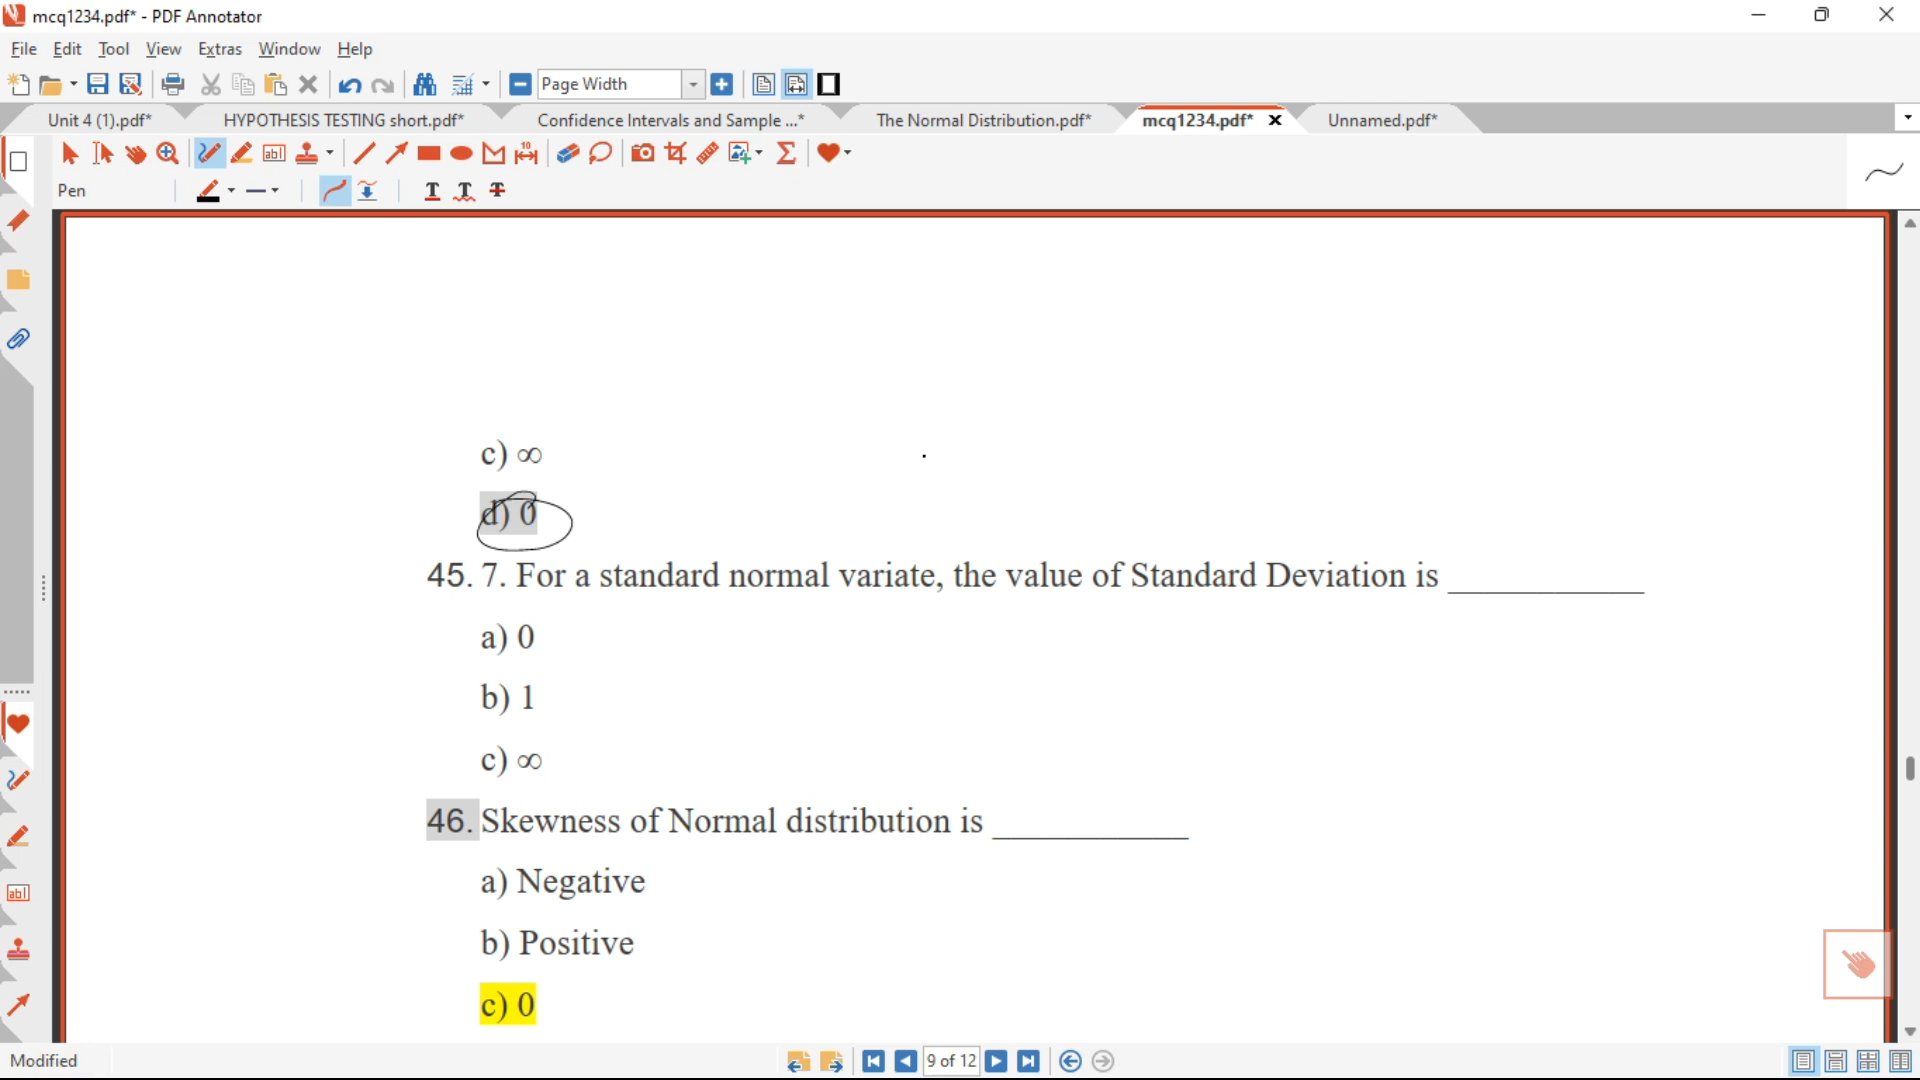 mcq1234.pdf* - PDF Annotator
File Edit Tool View Extras Window Help
Page Width
Unit 4 (1).pdf* HYPOTHESIS TESTING short.pdf* Confidence Intervals and Sample ...* The Normal Distribution.pdf* mcq1234.pdf* Unnamed.pdf*
Pen
c) ∞
d) 0
45. 7. For a standard normal variate, the value of Standard Deviation is ____________
a) 0
b) 1
c) ∞
46. Skewness of Normal distribution is ____________
a) Negative
b) Positive
c) 0
Modified 9 of 12